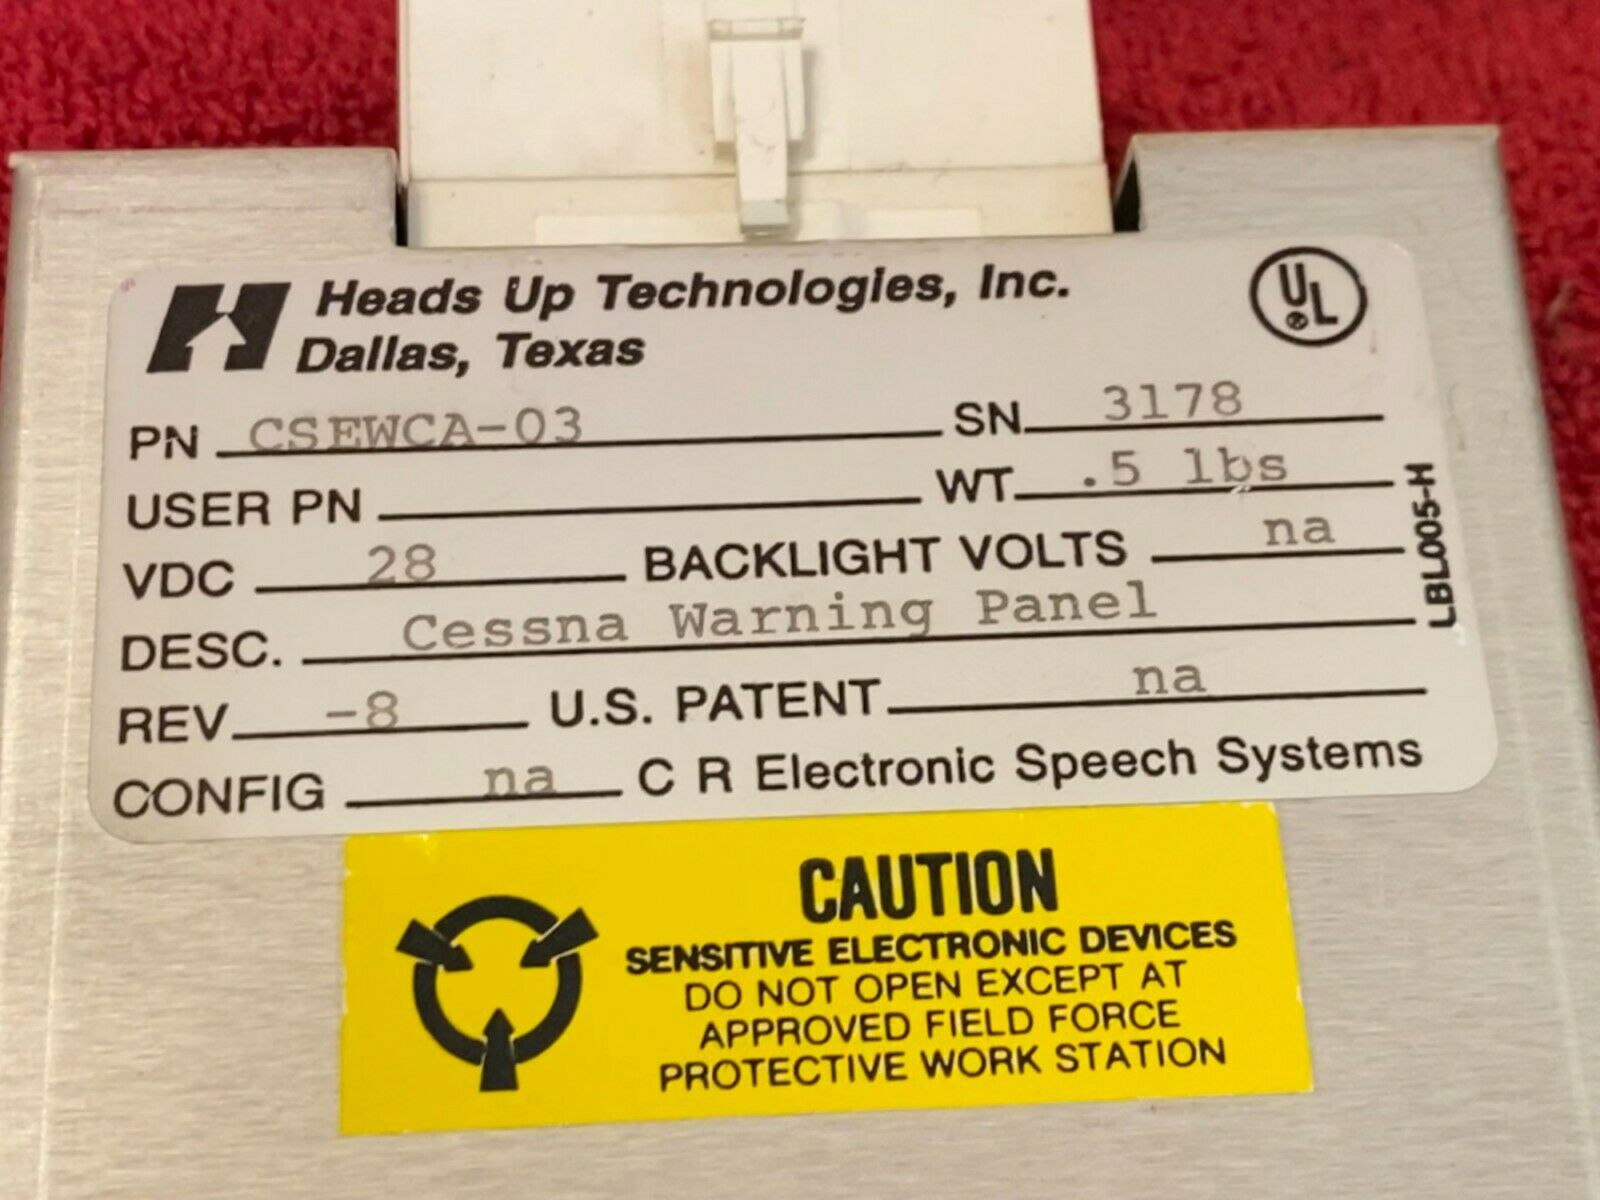 Heads Up Technologies, Inc.
Dallas, Texas
UL ®
PN CSEWCA-03 SN 3178
USER PN WT .5 lbs
VDC 28 BACKLIGHT VOLTS na
DESC. Cessna Warning Panel
REV -8 U.S. PATENT na
CONFIG na C R Electronic Speech Systems
LBL005-H
CAUTION
SENSITIVE ELECTRONIC DEVICES
DO NOT OPEN EXCEPT AT
APPROVED FIELD FORCE
PROTECTIVE WORK STATION